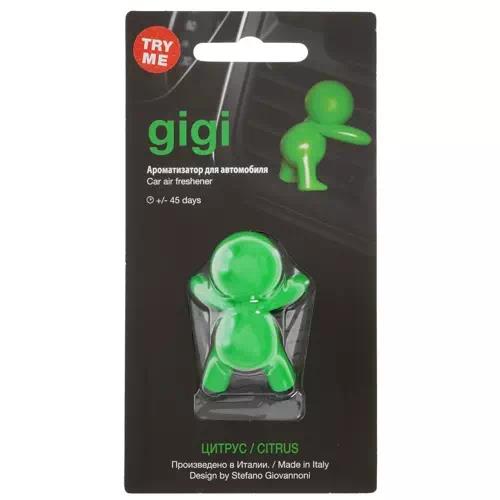 TRY
ME
gigi
Ароматизатор для автомобиля
Car air freshener
+/- 45 days
ЦИТРУС / CITRUS
Произведено в Италии. / Made in Italy
Design by Stefano Giovannoni